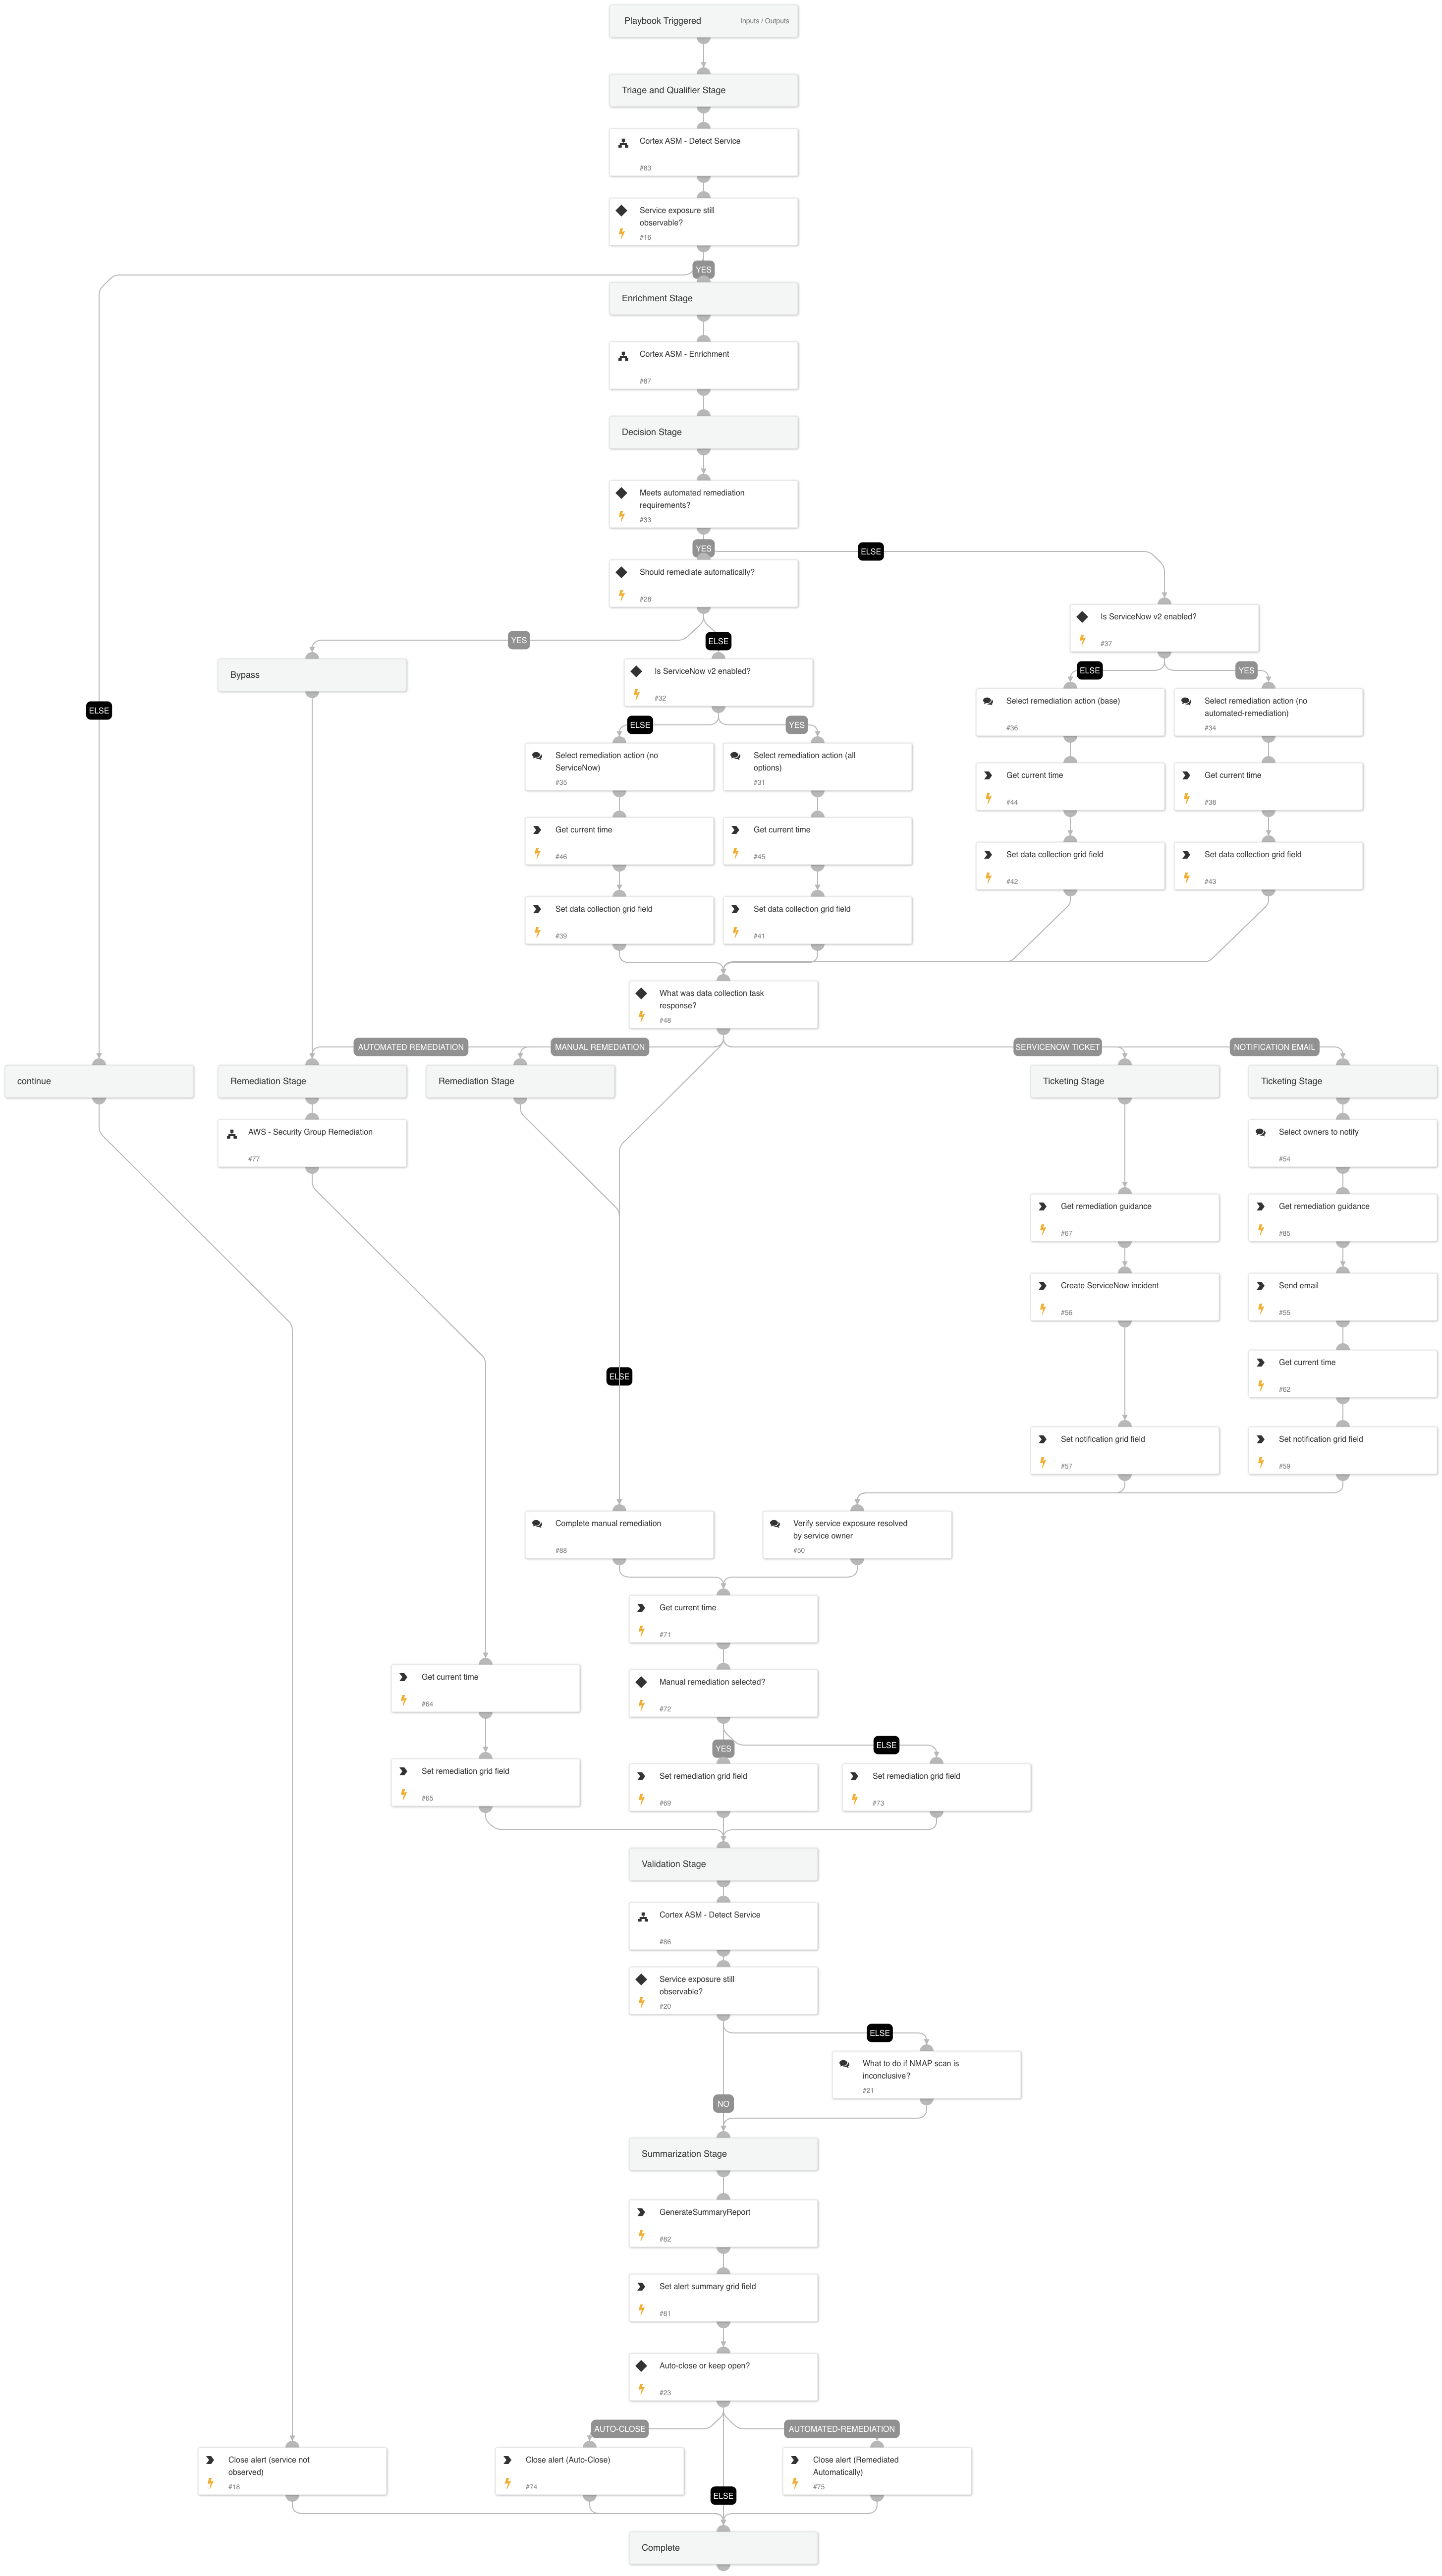 Playbook Triggered
Inputs / Outputs
Triage and Qualifier Stage
Cortex ASM - Detect Service
#83
Service exposure still
observable?
#16
YES
Enrichment Stage
Cortex ASM - Enrichment
#87
Decision Stage
Meets automated remediation
requirements?
#33
YES
ELSE
Should remediate automatically?
#28
Is ServiceNow v2 enabled?
#37
YES
ELSE
ELSE
YES
Bypass
Is ServiceNow v2 enabled?
#32
Select remediation action (base)
#36
Select remediation action (no
automated-remediation)
#34
ELSE
ELSE
YES
Select remediation action (no
ServiceNow)
#35
Select remediation action (all
options)
#31
Get current time
#44
Get current time
#38
Get current time
#46
Get current time
#45
Set data collection grid field
#42
Set data collection grid field
#43
Set data collection grid field
#39
Set data collection grid field
#41
What was data collection task
response?
#48
AUTOMATED REMEDIATION
MANUAL REMEDIATION
SERVICENOW TICKET
NOTIFICATION EMAIL
continue
Remediation Stage
Remediation Stage
Ticketing Stage
Ticketing Stage
AWS - Security Group Remediation
#77
Select owners to notify
#54
Get remediation guidance
#67
Get remediation guidance
#85
Create ServiceNow incident
#56
Send email
#55
Get current time
#62
ELSE
Set notification grid field
#57
Set notification grid field
#59
Complete manual remediation
#88
Verify service exposure resolved
by service owner
#50
Get current time
#71
Get current time
#64
Manual remediation selected?
#72
YES
ELSE
Set remediation grid field
#65
Set remediation grid field
#69
Set remediation grid field
#73
Validation Stage
Cortex ASM - Detect Service
#86
Service exposure still
observable?
#20
ELSE
What to do if NMAP scan is
inconclusive?
#21
NO
Summarization Stage
GenerateSummaryReport
#82
Set alert summary grid field
#81
Auto-close or keep open?
#23
AUTO-CLOSE
AUTOMATED-REMEDIATION
Close alert (service not
observed)
#18
Close alert (Auto-Close)
#74
Close alert (Remediated
Automatically)
#75
ELSE
Complete